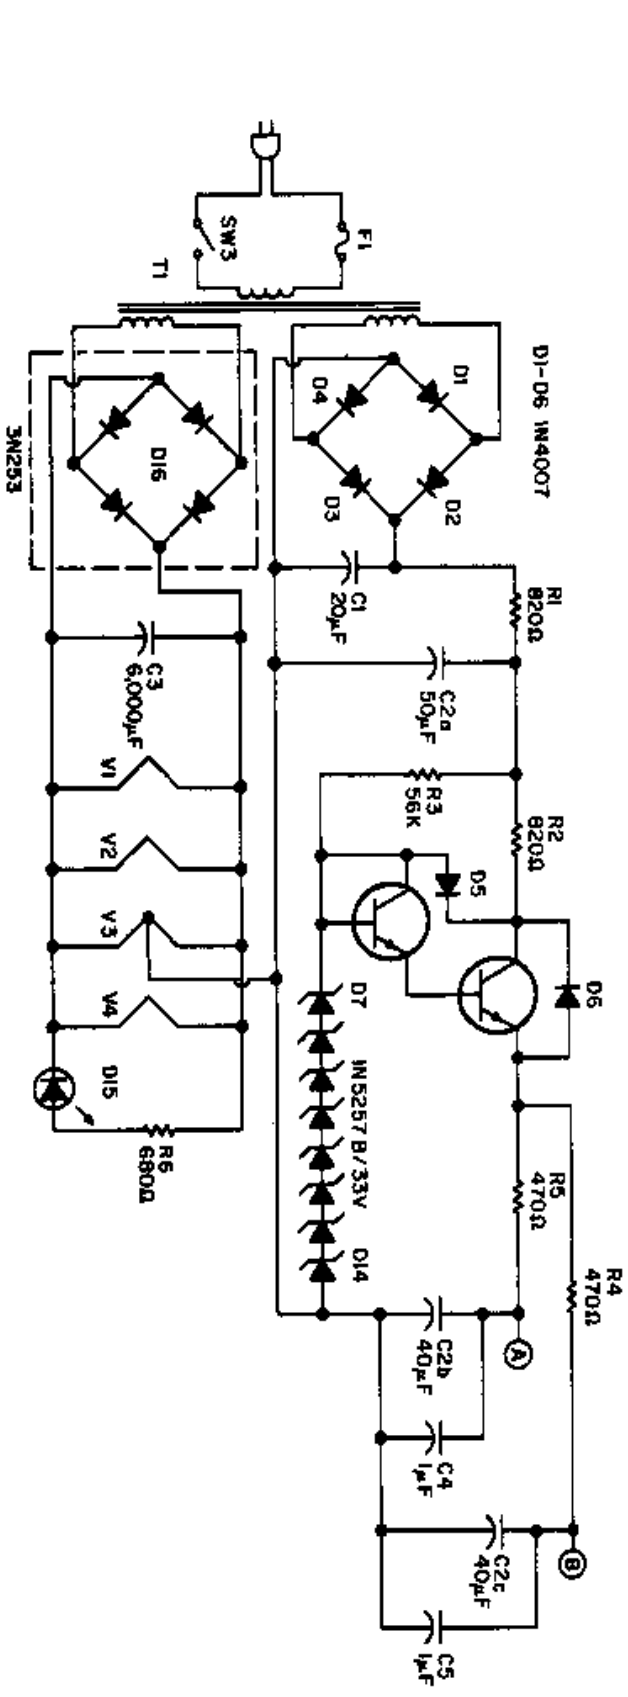 D1-D6 1N4007
F1
SW3
T1
D1
D2
D3
D4
R1
820Ω
C1
20µF
C2a
50µF
R2
820Ω
R3
56K
D5
D6
D7
1N5257B/33V
D14
R5
470Ω
R4
470Ω
A
B
C2b
40µF
C4
1µF
C2c
40µF
C5
1µF
D16
3N253
C3
6,000µF
V1
V2
V3
V4
D15
R6
680Ω